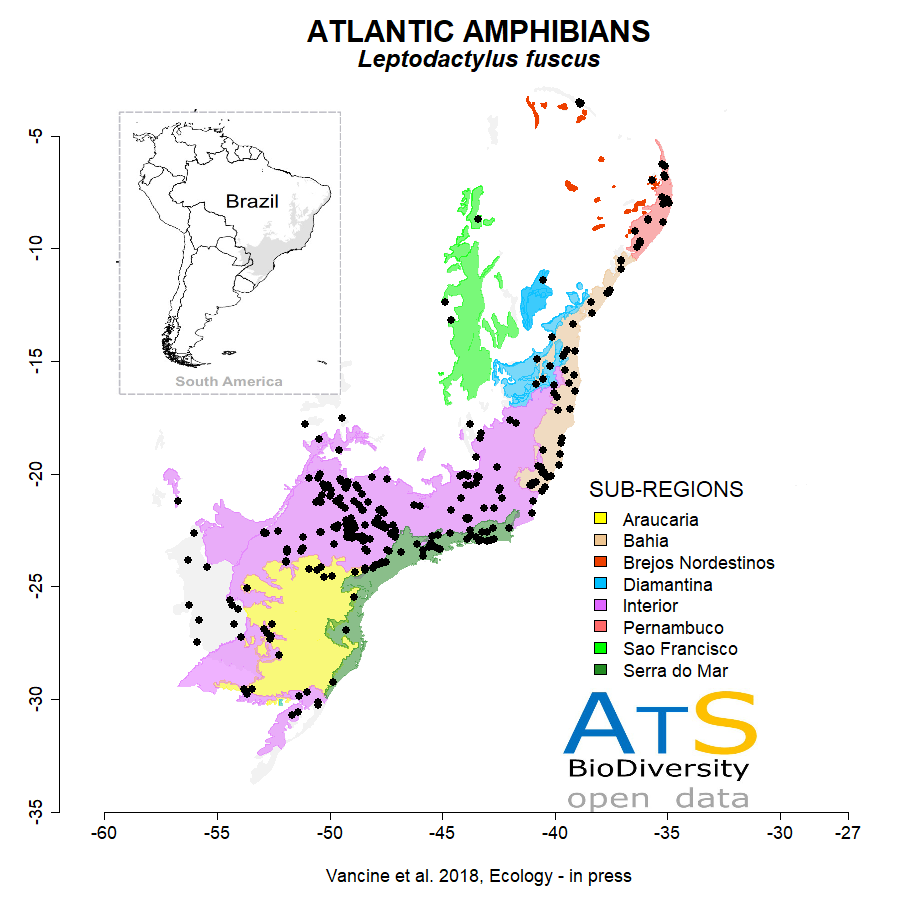 ATLANTIC AMPHIBIANS
Leptodactylus fuscus
Brazil
South America
-5
-10
-15
-20
-25
-30
-35
SUB-REGIONS
Araucaria
Bahia
Brejos Nordestinos
Diamantina
Interior
Pernambuco
Sao Francisco
Serra do Mar
ATS
BioDiversity
open data
-60
-55
-50
-45
-40
-35
-30
-27
Vancine et al. 2018, Ecology - in press